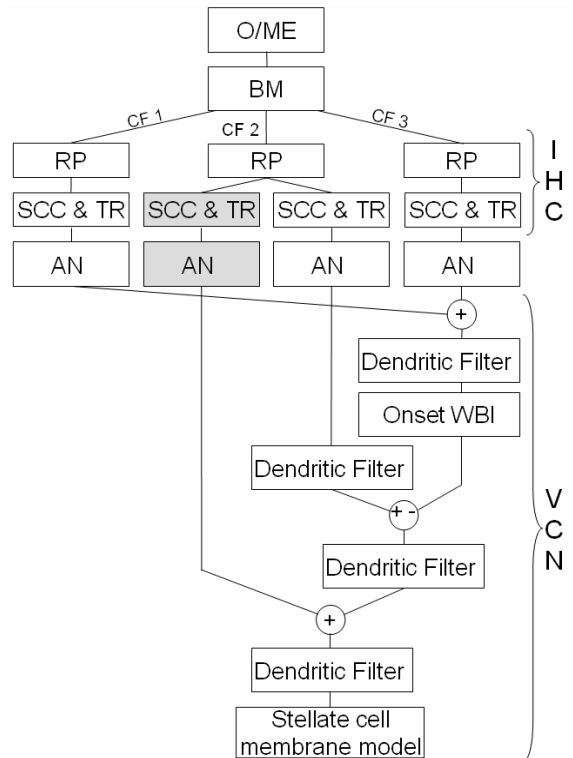 O/ME
BM
CF 1
CF 2
CF 3
RP
RP
RP
I
H
C
SCC & TR
SCC & TR
SCC & TR
SCC & TR
AN
AN
AN
AN
+
Dendritic Filter
Onset WBI
Dendritic Filter
+ -
V
C
N
Dendritic Filter
+
Dendritic Filter
Stellate cell
membrane model